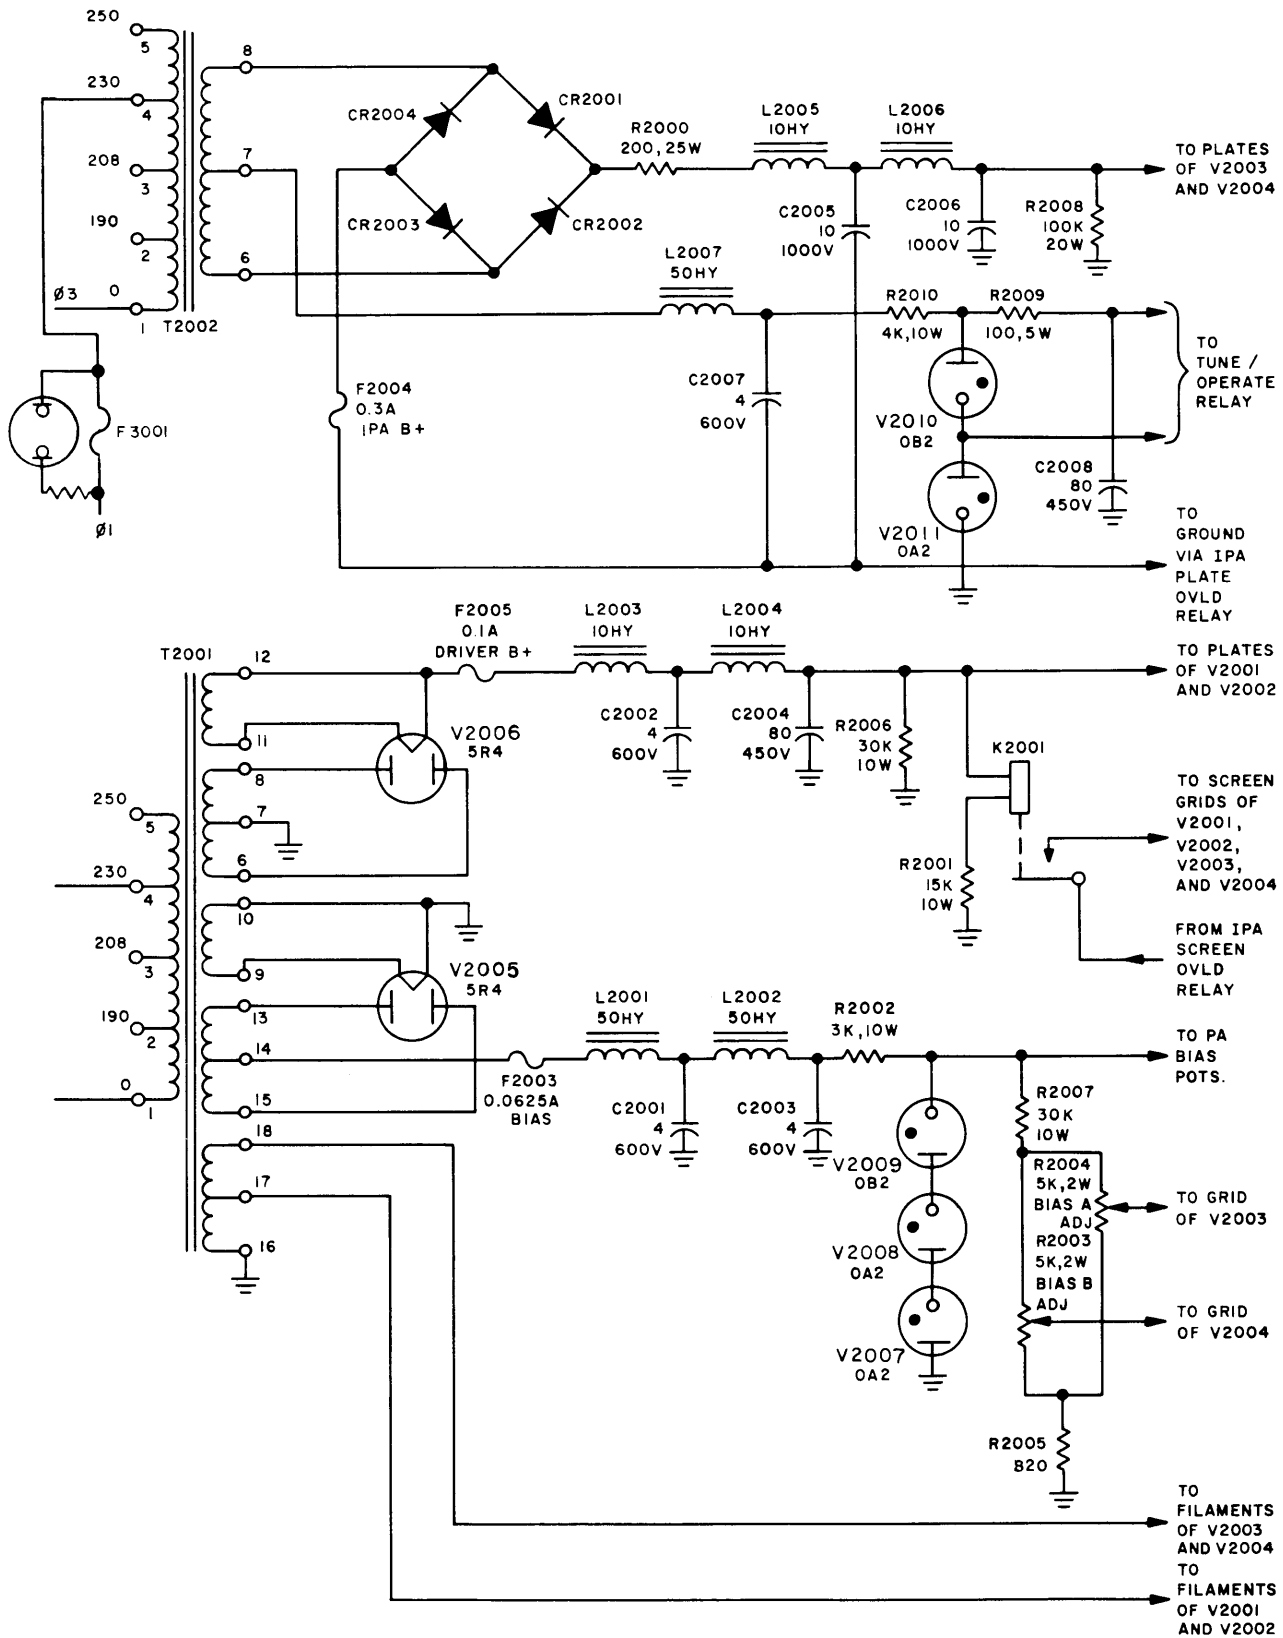 250
5
230
4
208
3
190
2
Ø3
0
1
T2002
8
7
6
CR2004
CR2001
CR2003
CR2002
R2000
200,25W
L2005
10HY
L2006
10HY
TO PLATES
OF V2003
AND V2004
C2005
10
1000V
C2006
10
1000V
R2008
100K
20W
L2007
50HY
R2010
4K,10W
R2009
100,5W
TO
TUNE /
OPERATE
RELAY
F3001
Ø1
F2004
0.3A
IPA B+
C2007
4
600V
V2010
OB2
V2011
OA2
C2008
80
450V
TO
GROUND
VIA IPA
PLATE
OVLD
RELAY
T2001
12
11
8
7
6
10
9
13
14
15
18
17
16
250
5
230
4
208
3
190
2
0
1
F2005
0.1A
DRIVER B+
L2003
10HY
L2004
10HY
TO PLATES
OF V2001
AND V2002
V2006
5R4
C2002
4
600V
C2004
80
450V
R2006
30K
10W
K2001
R2001
15K
10W
TO SCREEN
GRIDS OF
V2001,
V2002,
V2003,
AND V2004
FROM IPA
SCREEN
OVLD
RELAY
V2005
5R4
F2003
0.0625A
BIAS
L2001
50HY
L2002
50HY
R2002
3K,10W
TO PA
BIAS
POTS.
C2001
4
600V
C2003
4
600V
V2009
OB2
V2008
OA2
V2007
OA2
R2007
30K
10W
R2004
5K,2W
BIAS A
ADJ
R2003
5K,2W
BIAS B
ADJ
TO GRID
OF V2003
TO GRID
OF V2004
R2005
820
TO
FILAMENTS
OF V2003
AND V2004
TO
FILAMENTS
OF V2001
AND V2002